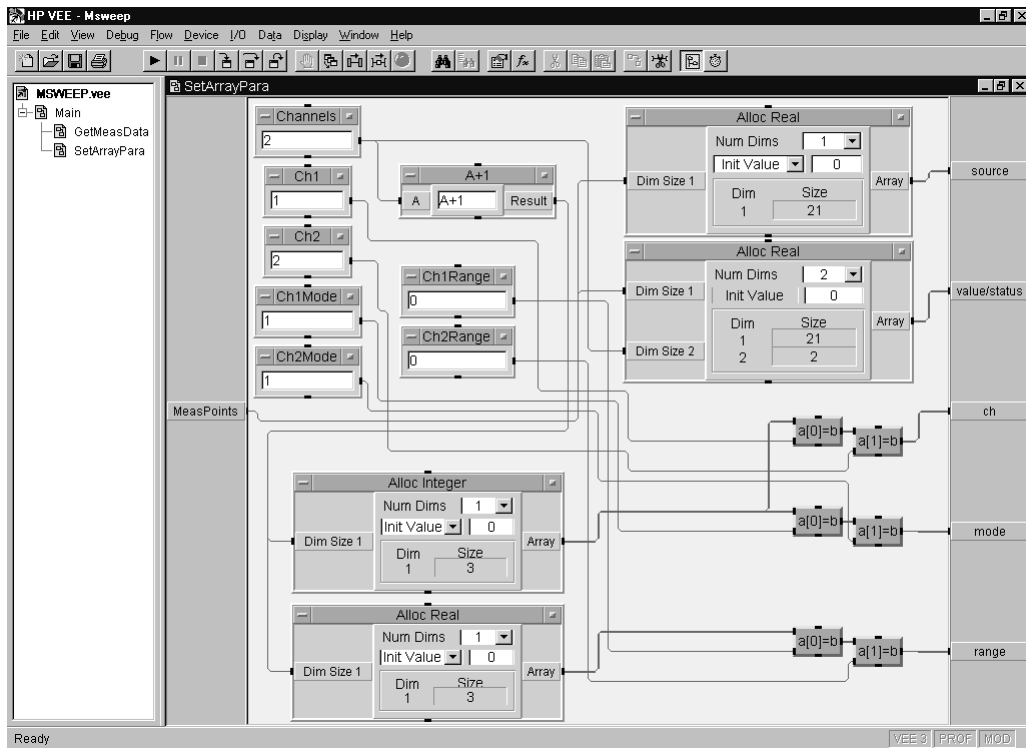 HP VEE - Msweep
File Edit View Debug Flow Device I/O Data Display Window Help
MSWEEP.vee
Main
GetMeasData
SetArrayPara
SetArrayPara
MeasPoints
Channels
2
Ch1
1
Ch2
2
Ch1Mode
1
Ch2Mode
1
A+1
A A+1 Result
Ch1Range
0
Ch2Range
0
Alloc Real
Num Dims 1
Init Value 0
Dim Size 1 Array
Dim Size
1 21
Alloc Real
Num Dims 2
Init Value 0
Dim Size 1
Dim Size 2
Array
Dim Size
1 21
2 2
Alloc Integer
Num Dims 1
Init Value 0
Dim Size 1 Array
Dim Size
1 3
Alloc Real
Num Dims 1
Init Value 0
Dim Size 1 Array
Dim Size
1 3
a[0]=b a[1]=b
a[0]=b a[1]=b
a[0]=b a[1]=b
source
value/status
ch
mode
range
Ready VEE 3 PROF MOD